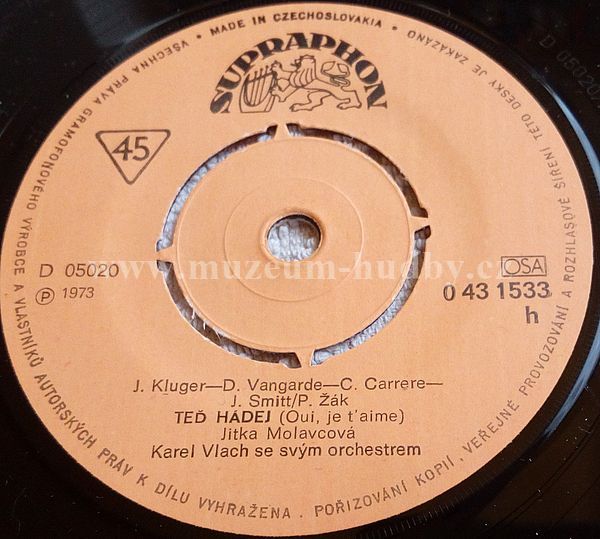 VŠECHNA PRÁVA GRAMOFONOVÉHO VÝROBCE A VLASTNÍKŮ AUTORSKÝCH PRÁV K DÍLU VYHRAŽENA. POŘIZOVÁNÍ KOPIÍ, VEŘEJNÉ PROVOZOVÁNÍ A ROZHLASOVÉ ŠÍŘENÍ TÉTO DESKY JE ZAKÁZÁNO • MADE IN CZECHOSLOVAKIA •
SUPRAPHON
45
D 05020
D 05020
Ⓟ 1973
www.muzeum-hudby.cz
OSA
0 43 1533
h
J. Kluger—D. Vangarde—C. Carrere—
J. Smitt/P. Žák
TEĎ HÁDEJ (Oui, je t'aime)
Jitka Molavcová
Karel Vlach se svým orchestrem